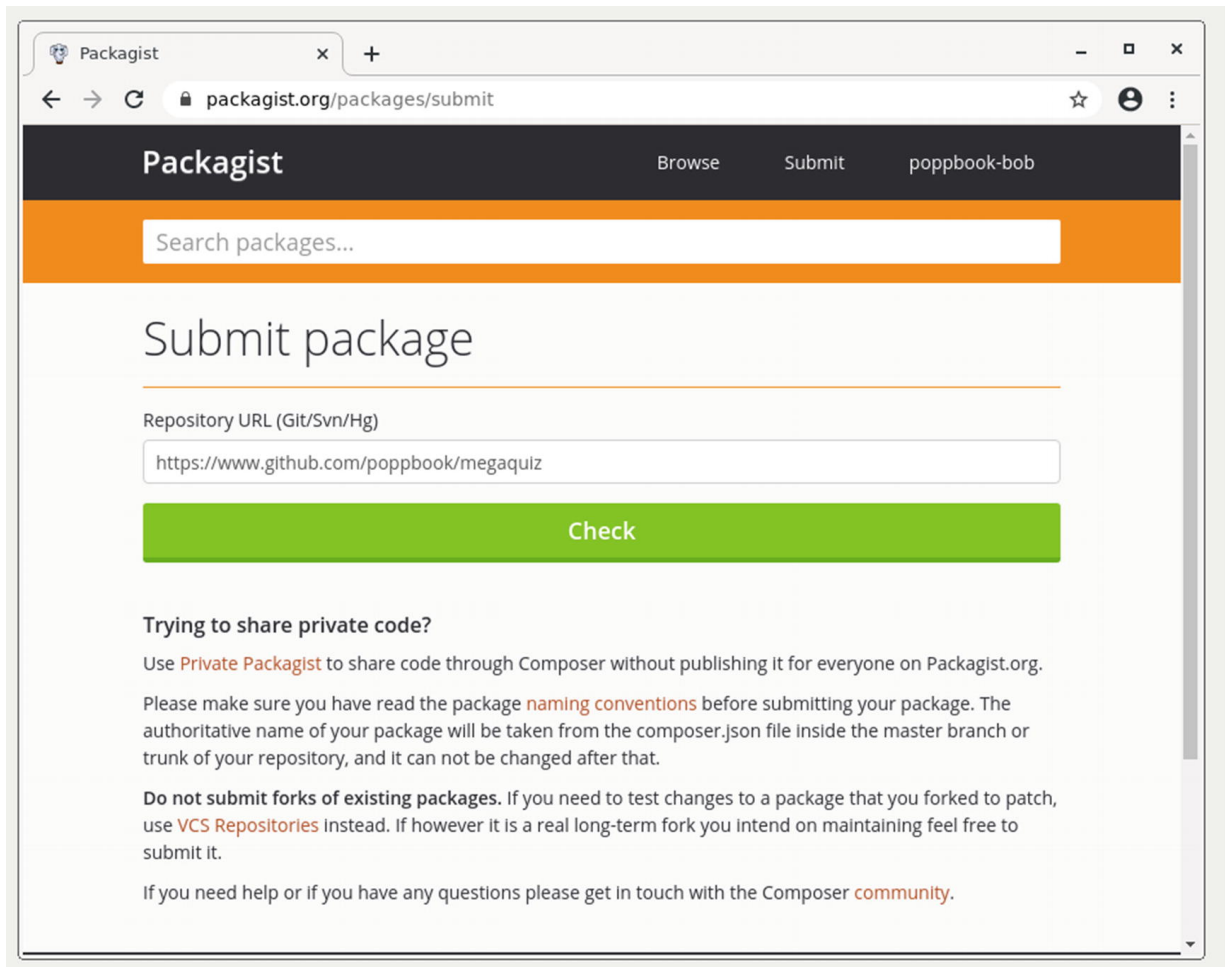 Packagist
packagist.org/packages/submit
Packagist Browse Submit poppbook-bob
Search packages...
Submit package
Repository URL (Git/Svn/Hg)
https://www.github.com/poppbook/megaquiz
Check
Trying to share private code?
Use Private Packagist to share code through Composer without publishing it for everyone on Packagist.org.
Please make sure you have read the package naming conventions before submitting your package. The
authoritative name of your package will be taken from the composer.json file inside the master branch or
trunk of your repository, and it can not be changed after that.
Do not submit forks of existing packages. If you need to test changes to a package that you forked to patch,
use VCS Repositories instead. If however it is a real long-term fork you intend on maintaining feel free to
submit it.
If you need help or if you have any questions please get in touch with the Composer community.